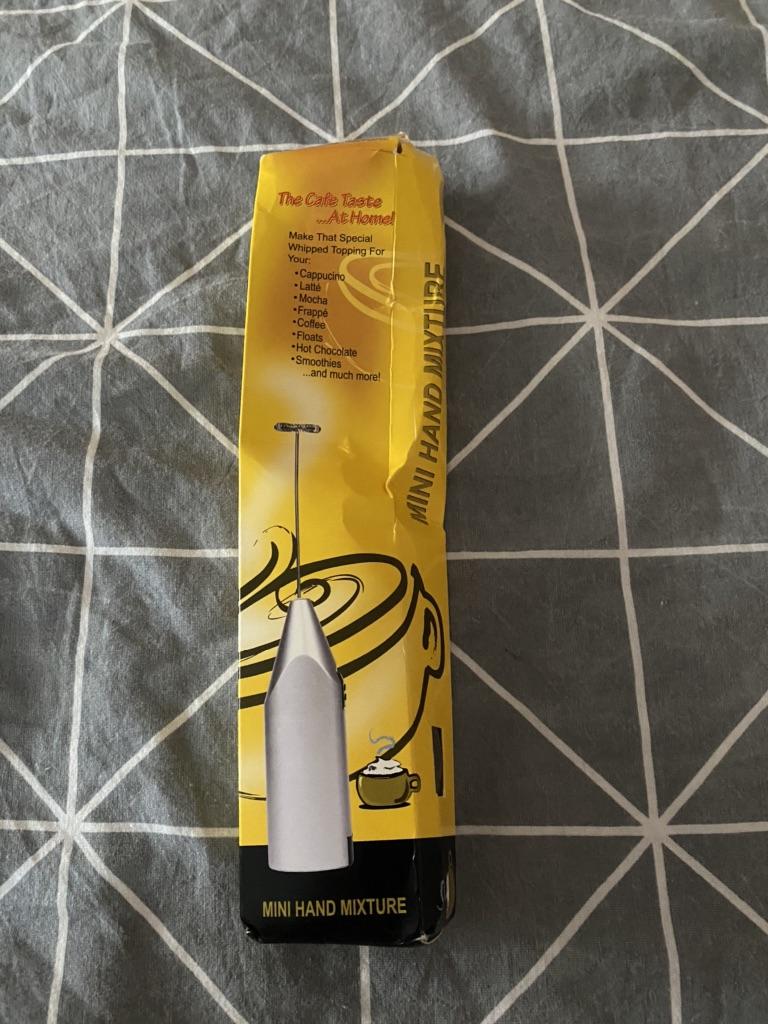 The Cafe Taste
...At Home!
Make That Special
Whipped Topping For
Your:
•Cappucino
•Latté
•Mocha
•Frappé
•Coffee
•Floats
•Hot Chocolate
•Smoothies
...and much more!
MINI HAND MIXTURE
MINI HAND MIXTURE